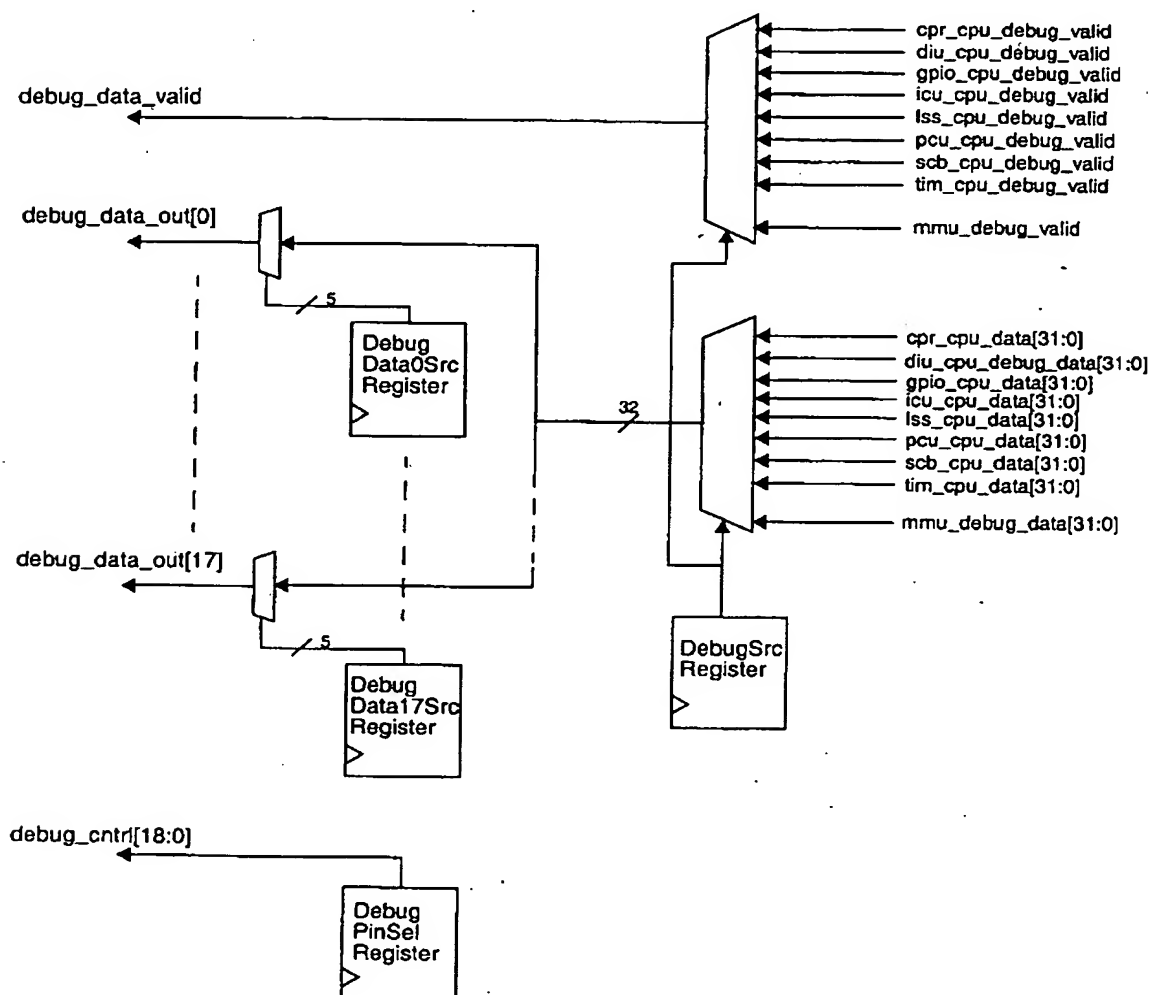 cpr_cpu_debug_valid
diu_cpu_debug_valid
gpio_cpu_debug_valid
icu_cpu_debug_valid
lss_cpu_debug_valid
pcu_cpu_debug_valid
scb_cpu_debug_valid
tim_cpu_debug_valid
mmu_debug_valid
debug_data_valid
debug_data_out[0]
5
Debug
Data0Src
Register
cpr_cpu_data[31:0]
diu_cpu_debug_data[31:0]
gpio_cpu_data[31:0]
icu_cpu_data[31:0]
lss_cpu_data[31:0]
pcu_cpu_data[31:0]
scb_cpu_data[31:0]
tim_cpu_data[31:0]
mmu_debug_data[31:0]
32
debug_data_out[17]
5
Debug
Data17Src
Register
DebugSrc
Register
debug_cntrl[18:0]
Debug
PinSel
Register